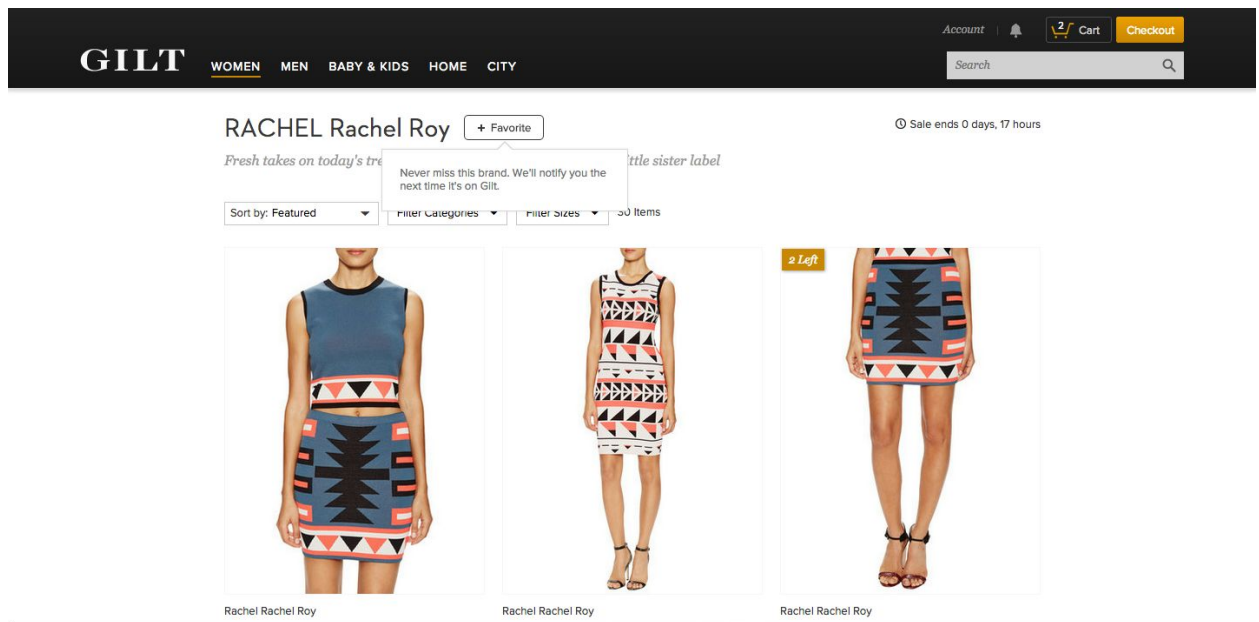 Account
2
Cart
Checkout
GILT
WOMEN MEN BABY & KIDS HOME CITY
Search
RACHEL Rachel Roy
+ Favorite
Sale ends 0 days, 17 hours
Fresh takes on today's sister label
Never miss this brand. We'll notify you the
next time it's on Gilt.
Sort by: Featured
Filter Categories
Filter Sizes
30 Items
2 Left
Rachel Rachel Roy
Rachel Rachel Roy
Rachel Rachel Roy